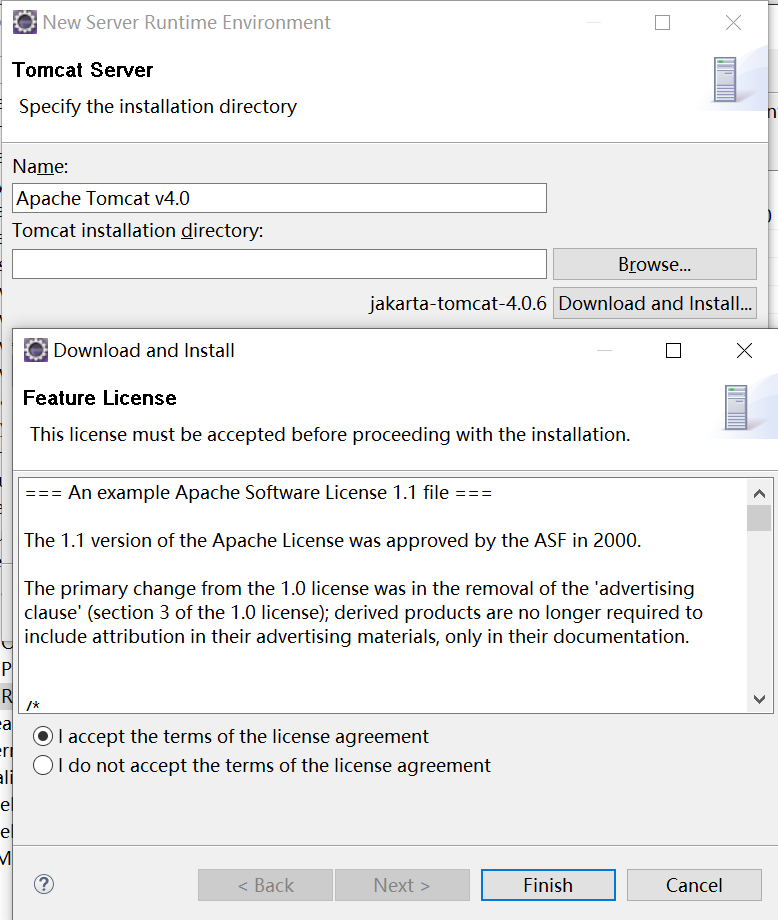 New Server Runtime Environment
Tomcat Server
Specify the installation directory
Name:
Apache Tomcat v4.0
Tomcat installation directory:
Browse...
jakarta-tomcat-4.0.6 Download and Install...
Download and Install
Feature License
This license must be accepted before proceeding with the installation.
=== An example Apache Software License 1.1 file ===
The 1.1 version of the Apache License was approved by the ASF in 2000.
The primary change from the 1.0 license was in the removal of the 'advertising
clause' (section 3 of the 1.0 license); derived products are no longer required to
include attribution in their advertising materials, only in their documentation.
/*
I accept the terms of the license agreement
I do not accept the terms of the license agreement
? < Back Next > Finish Cancel